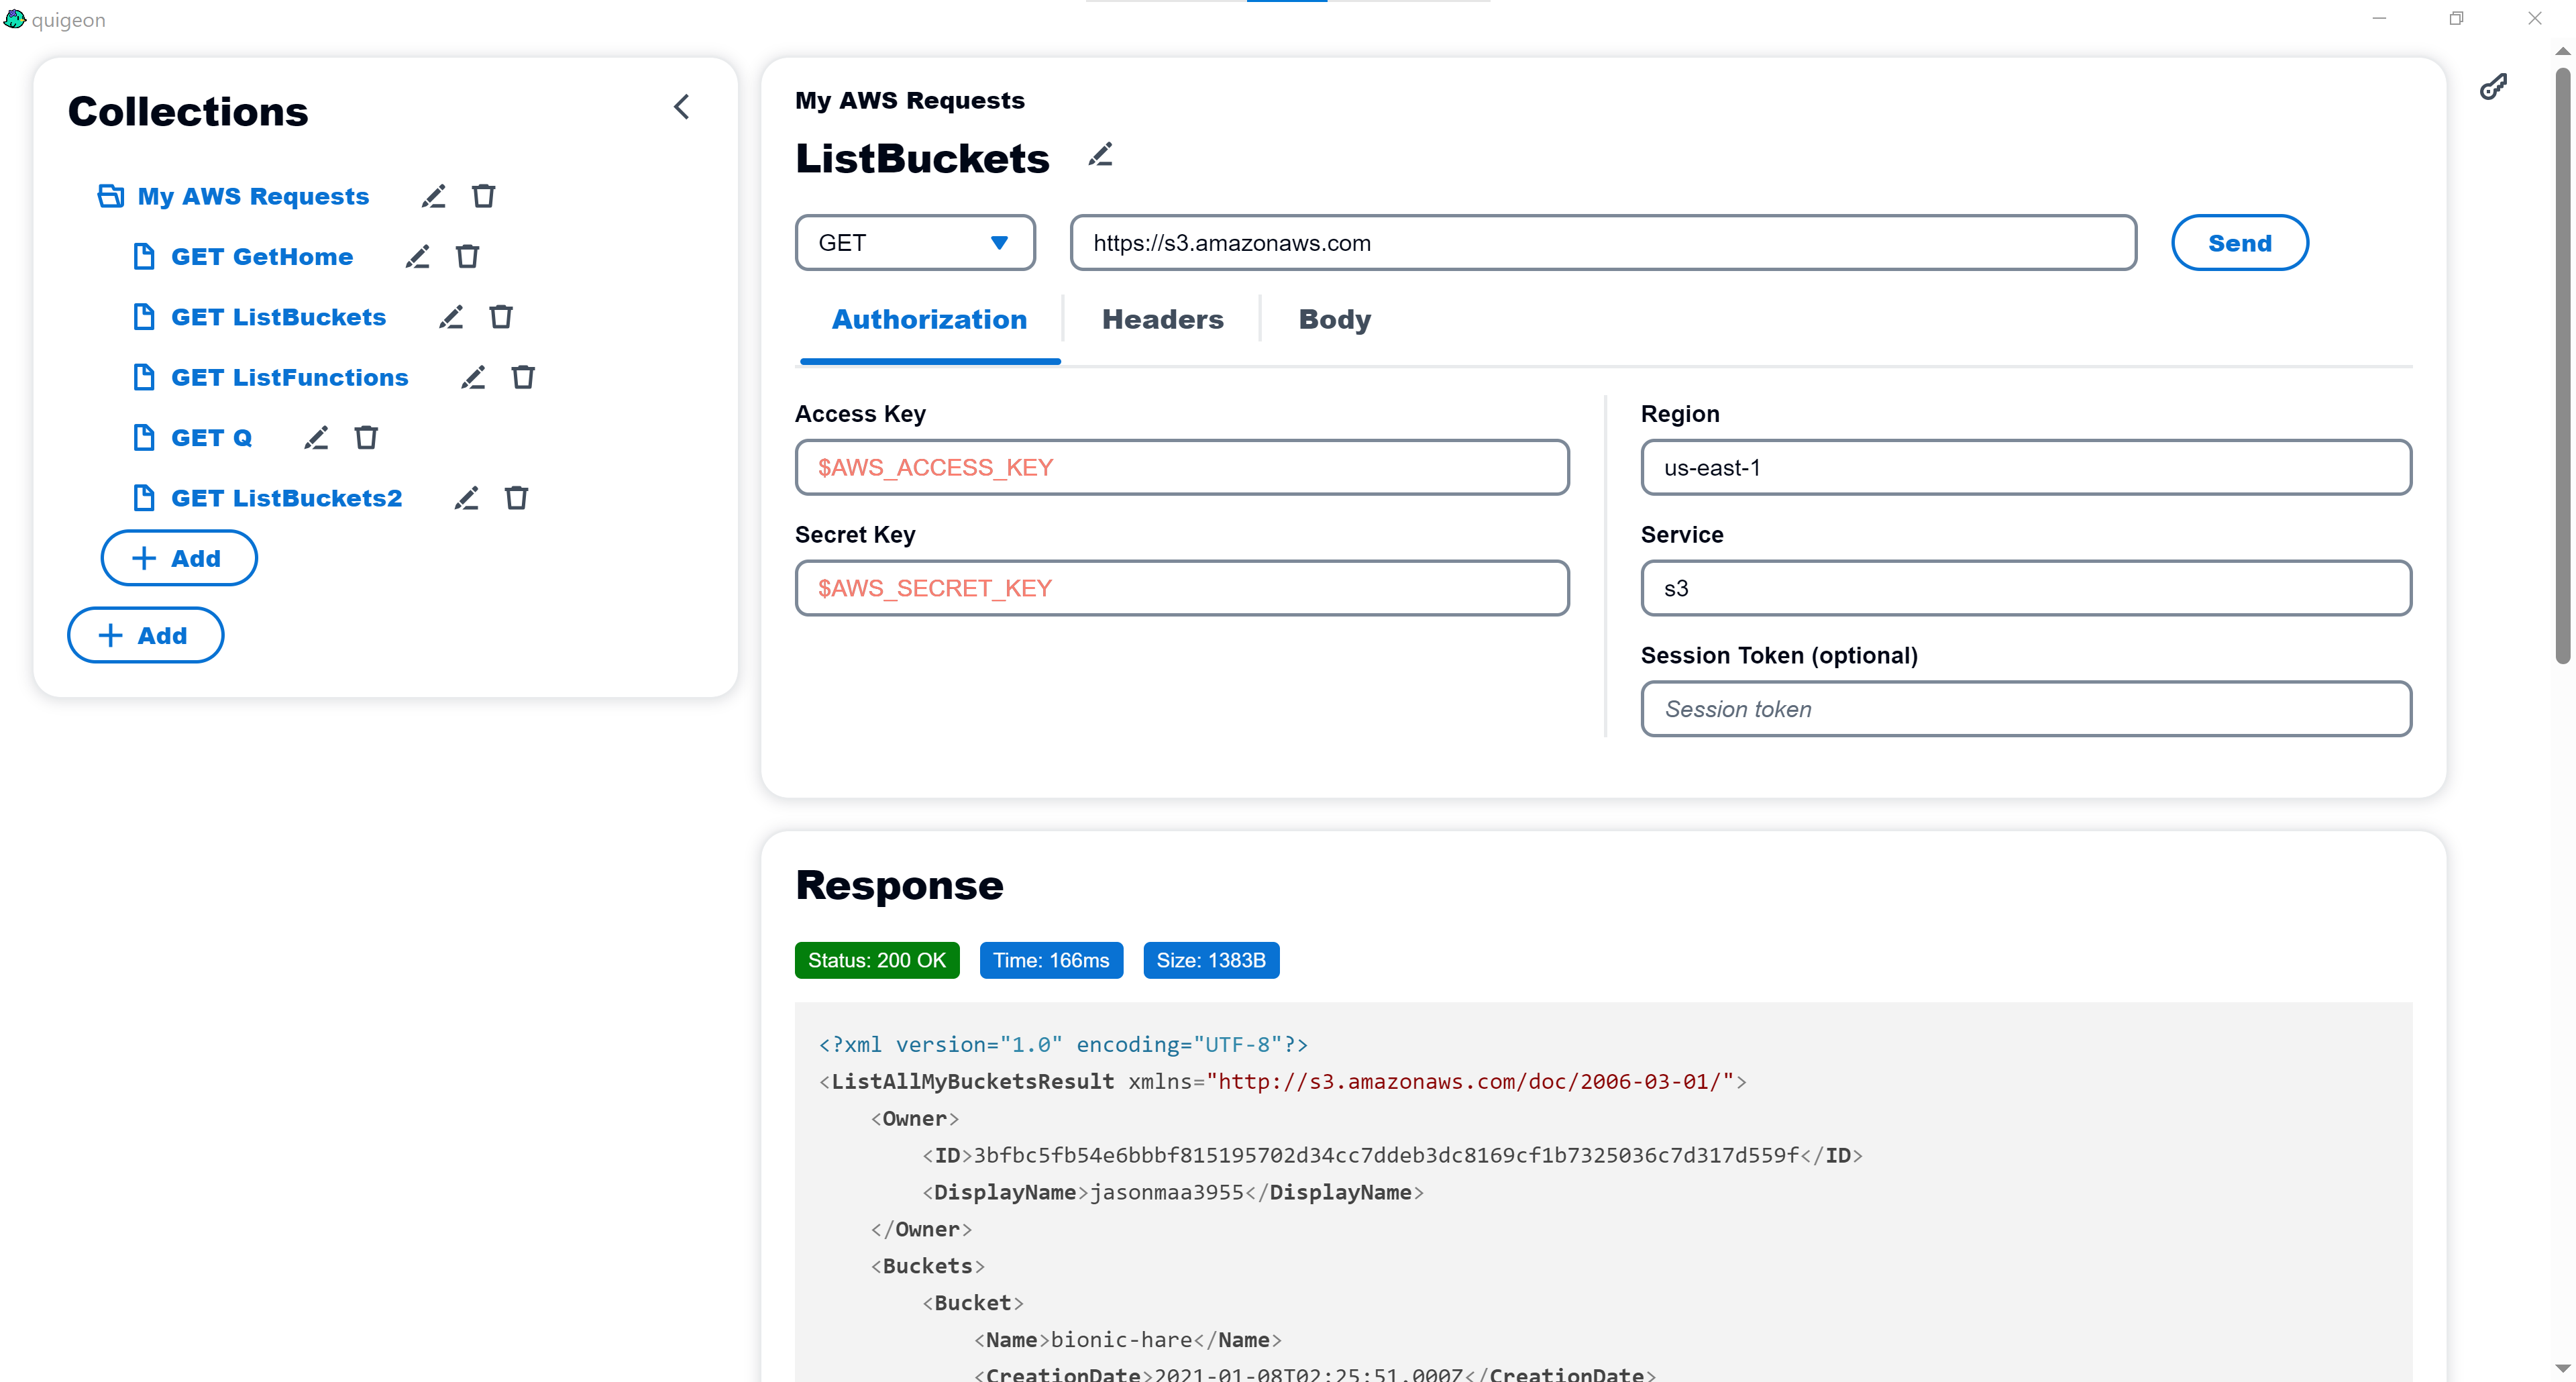 quigeon
Collections
My AWS Requests
GET GetHome
GET ListBuckets
GET ListFunctions
GET Q
GET ListBuckets2
Add
Add
My AWS Requests
ListBuckets
GET
https://s3.amazonaws.com
Send
Authorization
Headers
Body
Access Key
$AWS_ACCESS_KEY
Secret Key
$AWS_SECRET_KEY
Region
us-east-1
Service
s3
Session Token (optional)
Session token
Response
Status: 200 OK
Time: 166ms
Size: 1383B
<?xml version="1.0" encoding="UTF-8"?>
<ListAllMyBucketsResult xmlns="http://s3.amazonaws.com/doc/2006-03-01/">
<Owner>
<ID>3bfbc5fb54e6bbbf815195702d34cc7ddeb3dc8169cf1b7325036c7d317d559f</ID>
<DisplayName>jasonmaa3955</DisplayName>
</Owner>
<Buckets>
<Bucket>
<Name>bionic-hare</Name>
<CreationDate>2021-01-08T02:25:51.000Z</CreationDate>